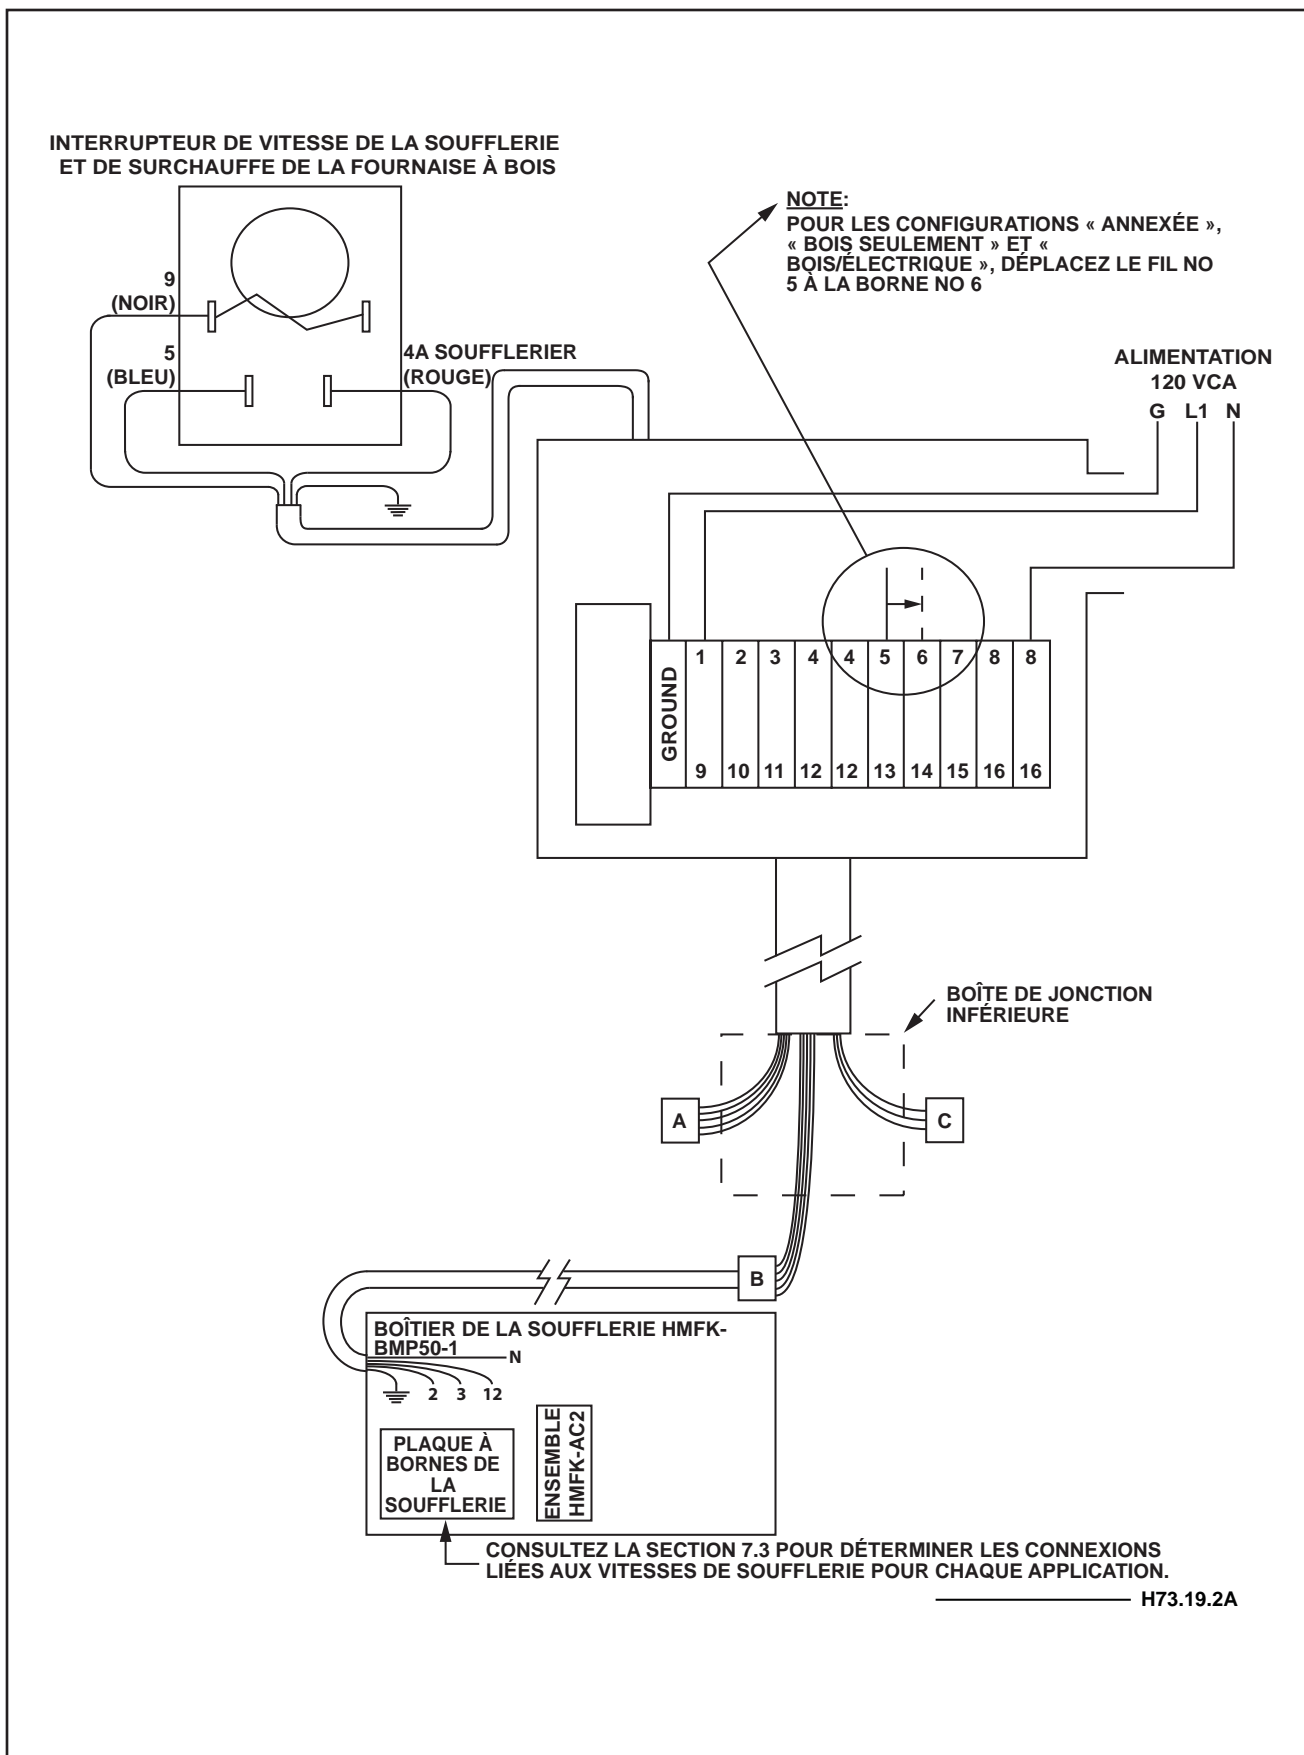 INTERRUPTEUR DE VITESSE DE LA SOUFFLERIE
ET DE SURCHAUFFE DE LA FOURNAISE À BOIS
9
(NOIR)
5
(BLEU)
4A SOUFFLERIER
(ROUGE)
NOTE:
POUR LES CONFIGURATIONS « ANNEXÉE »,
« BOIS SEULEMENT » ET «
BOIS/ÉLECTRIQUE », DÉPLACEZ LE FIL NO
5 À LA BORNE NO 6
ALIMENTATION
120 VCA
G L1 N
GROUND
1 2 3 4 4 5 6 7 8 8
9 10 11 12 12 13 14 15 16 16
BOÎTE DE JONCTION
INFÉRIEURE
A
C
B
BOÎTIER DE LA SOUFFLERIE HMFK-
BMP50-1
N
2 3 12
PLAQUE À
BORNES DE
LA
SOUFFLERIE
ENSEMBLE
HMFK-AC2
CONSULTEZ LA SECTION 7.3 POUR DÉTERMINER LES CONNEXIONS
LIÉES AUX VITESSES DE SOUFFLERIE POUR CHAQUE APPLICATION.
H73.19.2A